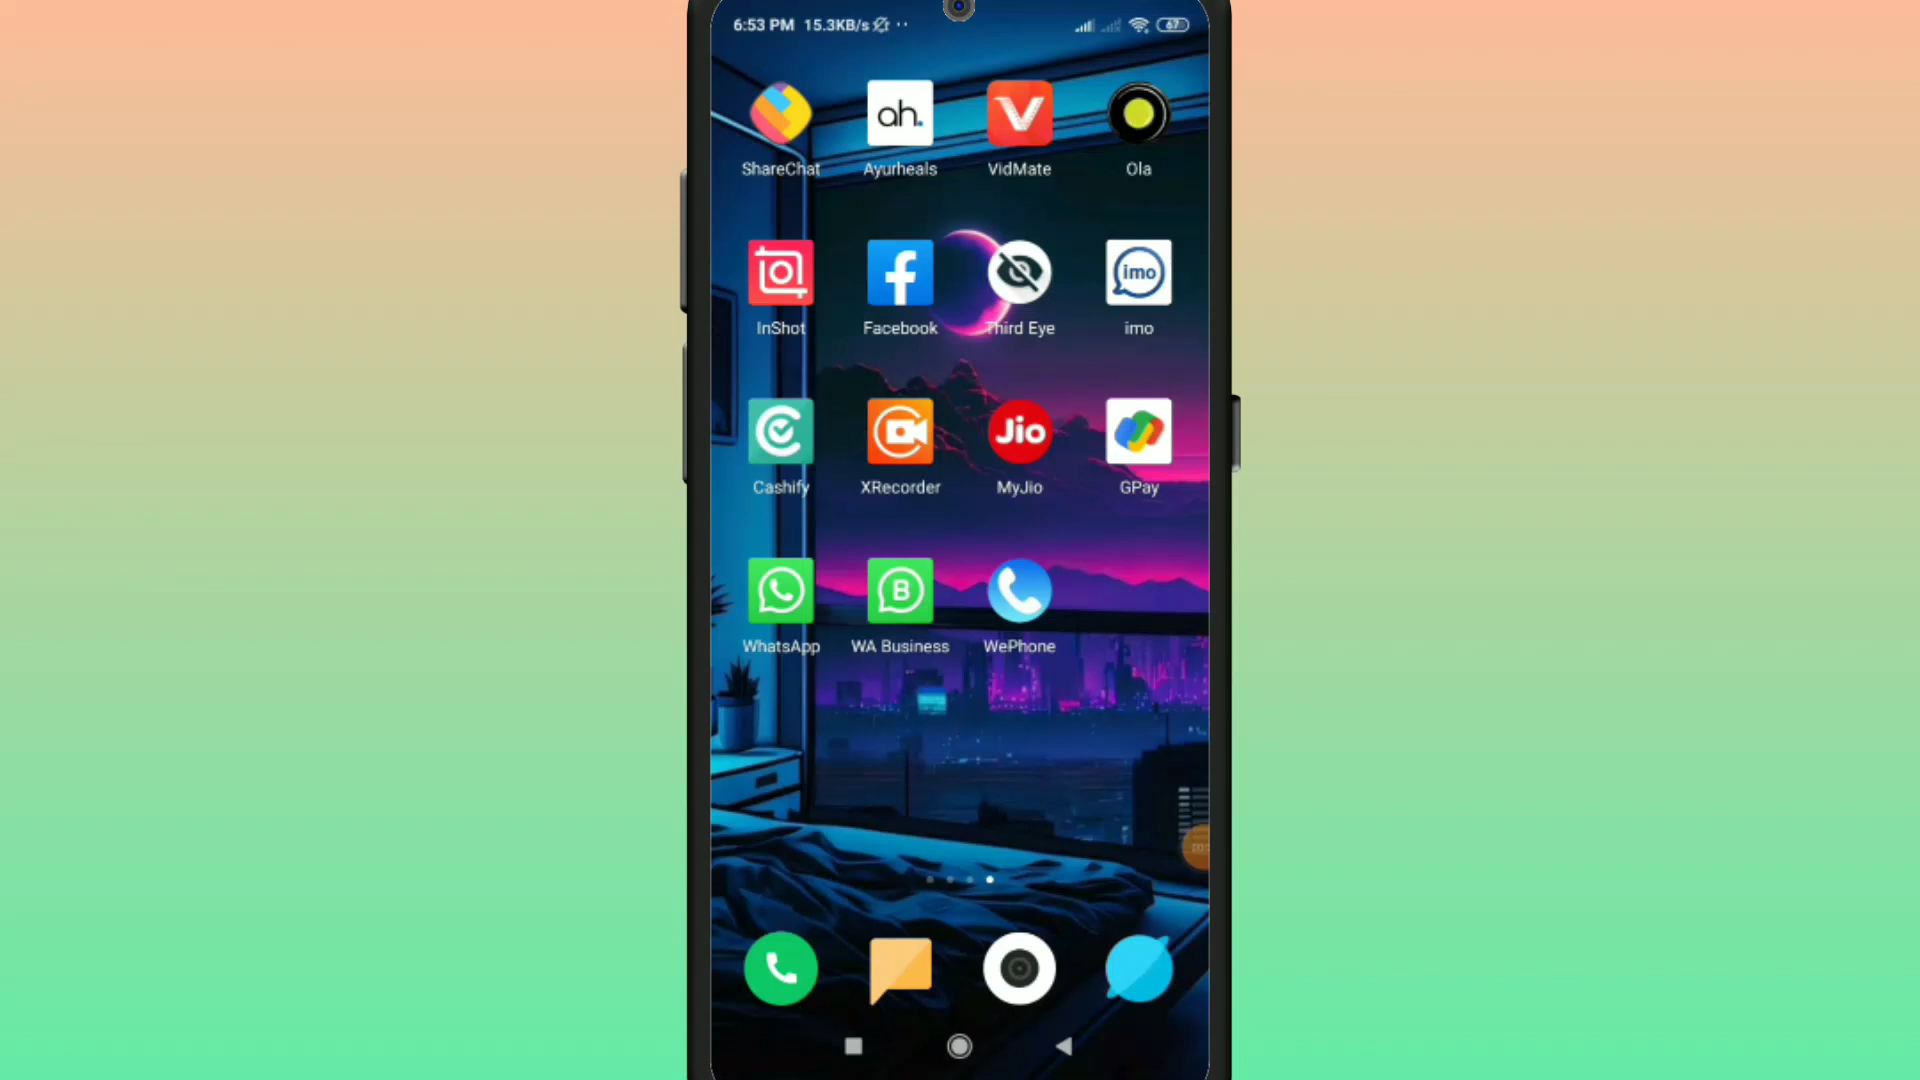 6:53 PM 15.3KB/s
67
ah.
ShareChat Ayurheals VidMate Ola
imo
InShot Facebook Third Eye imo
Jio
Cashify XRecorder MyJio GPay
B
WhatsApp WA Business WePhone